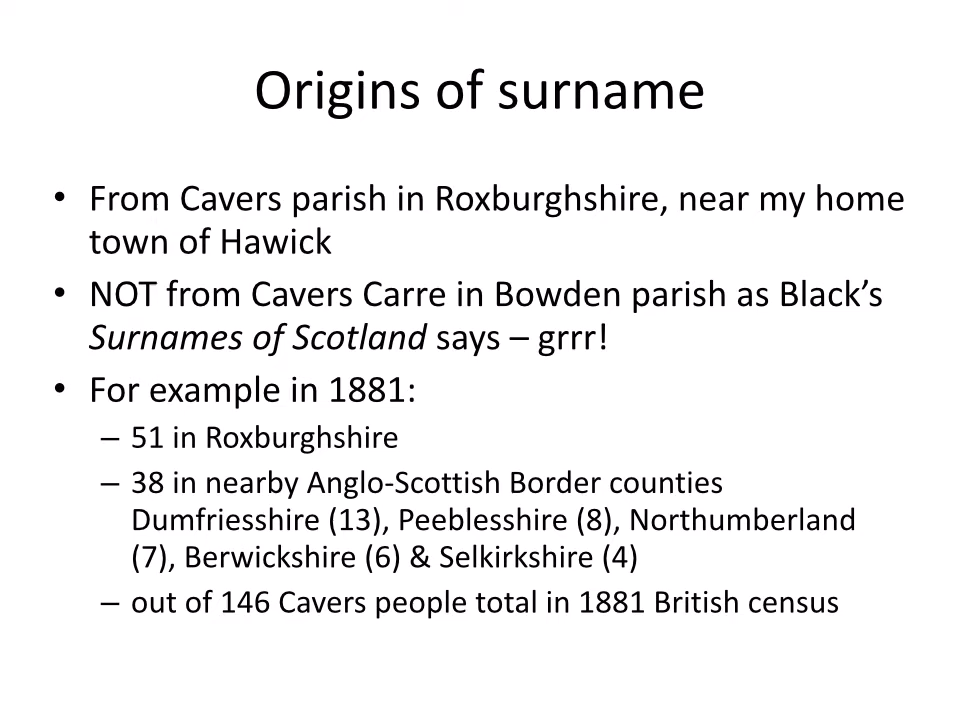 Origins of surname
• From Cavers parish in Roxburghshire, near my home
town of Hawick
• NOT from Cavers Carre in Bowden parish as Black’s
Surnames of Scotland says – grrr!
• For example in 1881:
– 51 in Roxburghshire
– 38 in nearby Anglo-Scottish Border counties
Dumfriesshire (13), Peeblesshire (8), Northumberland
(7), Berwickshire (6) & Selkirkshire (4)
– out of 146 Cavers people total in 1881 British census